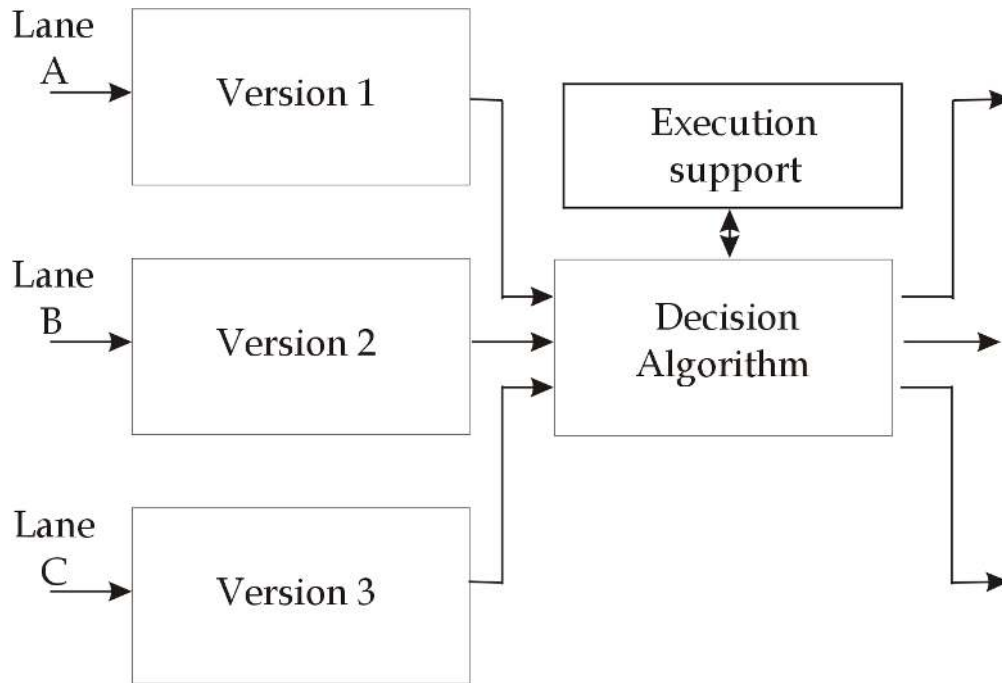 Lane
A
Version 1
Execution
support
Lane
B
Version 2
Decision
Algorithm
Lane
C
Version 3